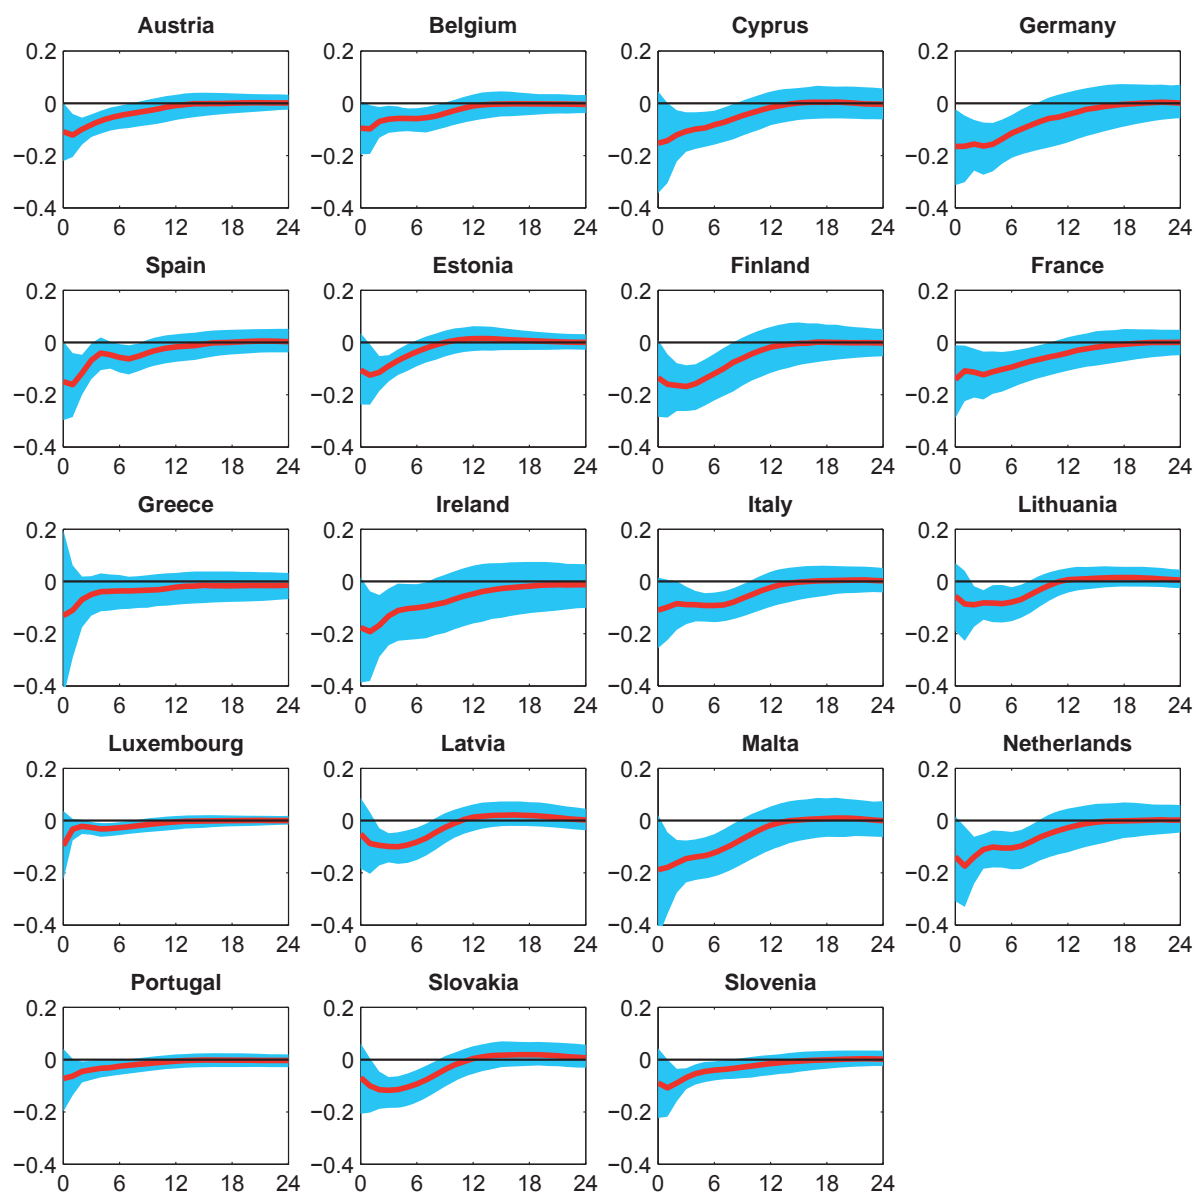 Austria Belgium Cyprus Germany
0.2 0.2 0.2 0.2
0 0 0 0
−0.2 −0.2 −0.2 −0.2
−0.4 −0.4 −0.4 −0.4
0 6 12 18 24 0 6 12 18 24 0 6 12 18 24 0 6 12 18 24
Spain Estonia Finland France
0.2 0.2 0.2 0.2
0 0 0 0
−0.2 −0.2 −0.2 −0.2
−0.4 −0.4 −0.4 −0.4
0 6 12 18 24 0 6 12 18 24 0 6 12 18 24 0 6 12 18 24
Greece Ireland Italy Lithuania
0.2 0.2 0.2 0.2
0 0 0 0
−0.2 −0.2 −0.2 −0.2
−0.4 −0.4 −0.4 −0.4
0 6 12 18 24 0 6 12 18 24 0 6 12 18 24 0 6 12 18 24
Luxembourg Latvia Malta Netherlands
0.2 0.2 0.2 0.2
0 0 0 0
−0.2 −0.2 −0.2 −0.2
−0.4 −0.4 −0.4 −0.4
0 6 12 18 24 0 6 12 18 24 0 6 12 18 24 0 6 12 18 24
Portugal Slovakia Slovenia
0.2 0.2 0.2
0 0 0
−0.2 −0.2 −0.2
−0.4 −0.4 −0.4
0 6 12 18 24 0 6 12 18 24 0 6 12 18 24